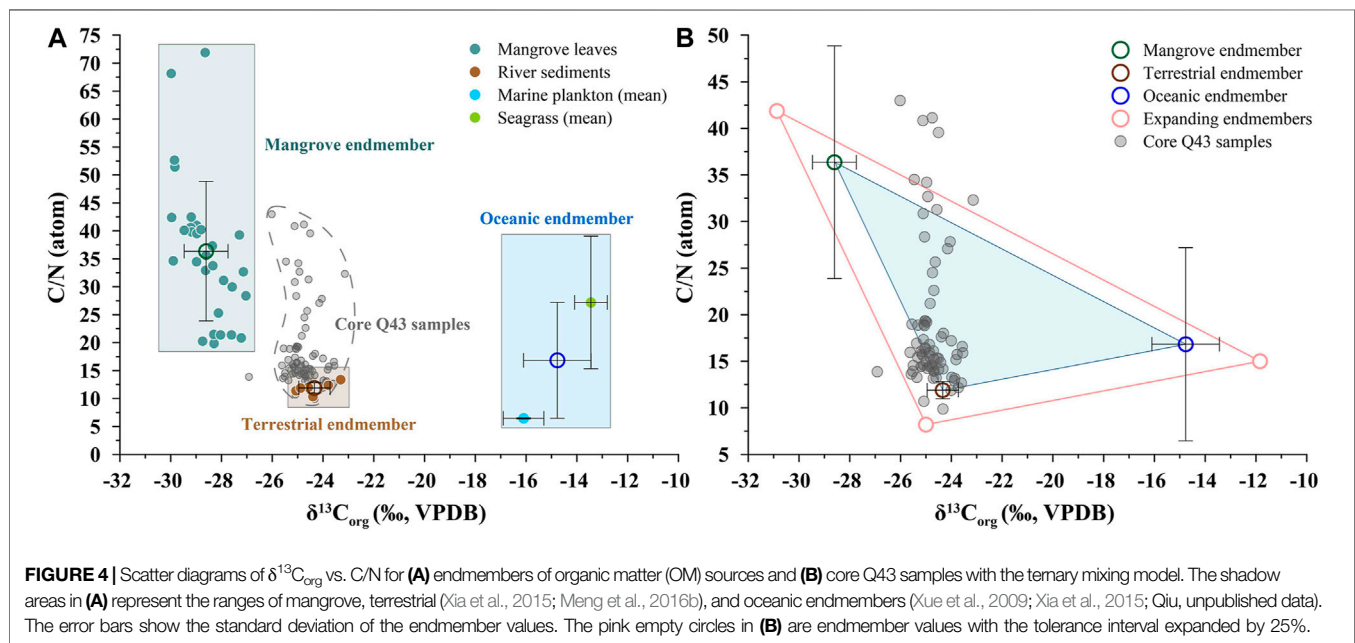 A
75
70
65
60
55
50
45
40
35
30
25
20
15
10
5
0
C/N (atom)
Mangrove leaves
River sediments
Marine plankton (mean)
Seagrass (mean)
Mangrove endmember
Oceanic endmember
Core Q43 samples
Terrestrial endmember
-32 -30 -28 -26 -24 -22 -20 -18 -16 -14 -12 -10
δ¹³Corg (‰, VPDB)
B
50
45
40
35
30
25
20
15
10
5
C/N (atom)
Mangrove endmember
Terrestrial endmember
Oceanic endmember
Expanding endmembers
Core Q43 samples
-32 -30 -28 -26 -24 -22 -20 -18 -16 -14 -12 -10
δ¹³Corg (‰, VPDB)
FIGURE 4 | Scatter diagrams of δ¹³Corg vs. C/N for (A) endmembers of organic matter (OM) sources and (B) core Q43 samples with the ternary mixing model. The shadow
areas in (A) represent the ranges of mangrove, terrestrial (Xia et al., 2015; Meng et al., 2016b), and oceanic endmembers (Xue et al., 2009; Xia et al., 2015; Qiu, unpublished data).
The error bars show the standard deviation of the endmember values. The pink empty circles in (B) are endmember values with the tolerance interval expanded by 25%.